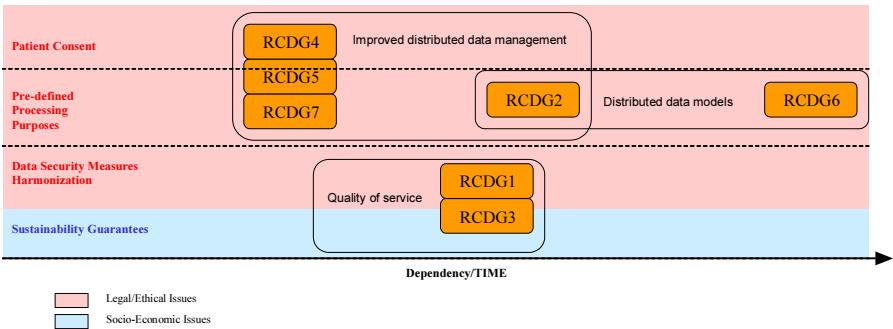 RCDG4
Improved distributed data management
Patient Consent
RCDG5
Pre-defined
Processing
Purposes
RCDG7
RCDG2
Distributed data models
RCDG6
Data Security Measures
Harmonization
RCDG1
Quality of service
RCDG3
Sustainability Guarantees
Dependency/TIME
Legal/Ethical Issues
Socio-Economic Issues